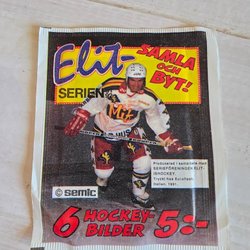 Elit
SERIEN
SAMLA
OCH
BYT!
Producerad i samarbete med
SERIEFÖRENINGEN ELIT-
ISHOCKEY.
Tryckt hos
Italien, 1991.
© semic
6 HOCKEY-
BILDER 5:-